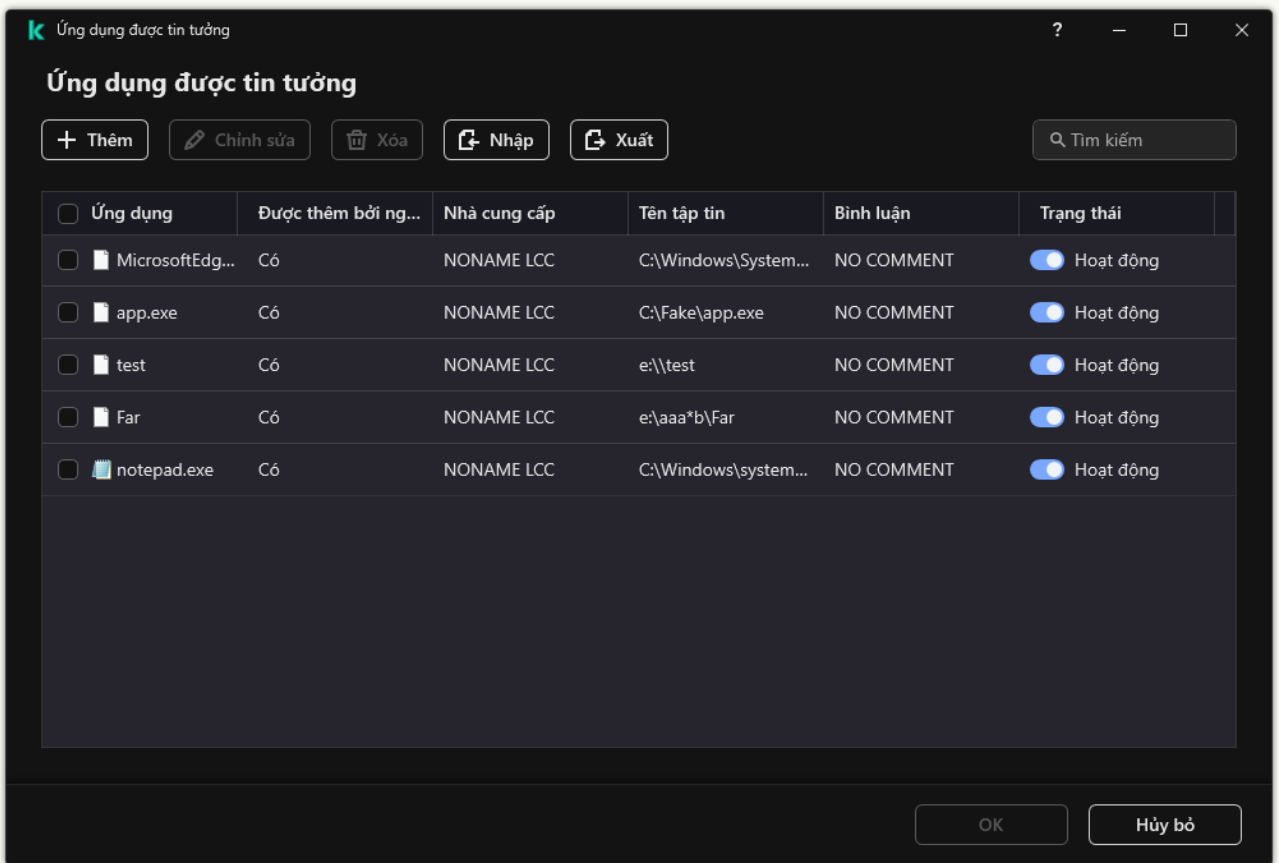 Ứng dụng được tin tưởng ?
Ứng dụng được tin tưởng
Thêm Chỉnh sửa Xóa Nhập Xuất Tìm kiếm
Ứng dụng Được thêm bởi ng... Nhà cung cấp Tên tập tin Bình luận Trạng thái
MicrosoftEdg... Có NONAME LCC C:\Windows\System... NO COMMENT Hoạt động
app.exe Có NONAME LCC C:\Fake\app.exe NO COMMENT Hoạt động
test Có NONAME LCC e:\\test NO COMMENT Hoạt động
Far Có NONAME LCC e:\aaa*b\Far NO COMMENT Hoạt động
notepad.exe Có NONAME LCC C:\Windows\system... NO COMMENT Hoạt động
OK Hủy bỏ